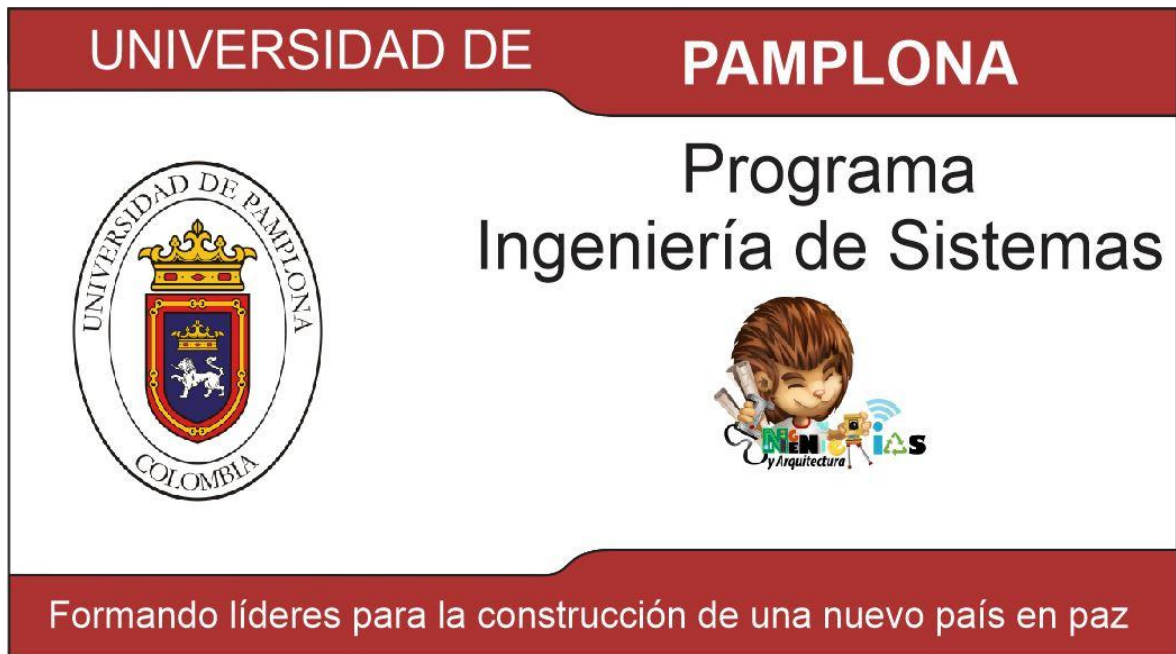 UNIVERSIDAD DE PAMPLONA
UNIVERSIDAD DE PAMPLONA
COLOMBIA
Programa
Ingeniería de Sistemas
INGENIERIAS
y Arquitectura
Formando líderes para la construcción de una nuevo país en paz